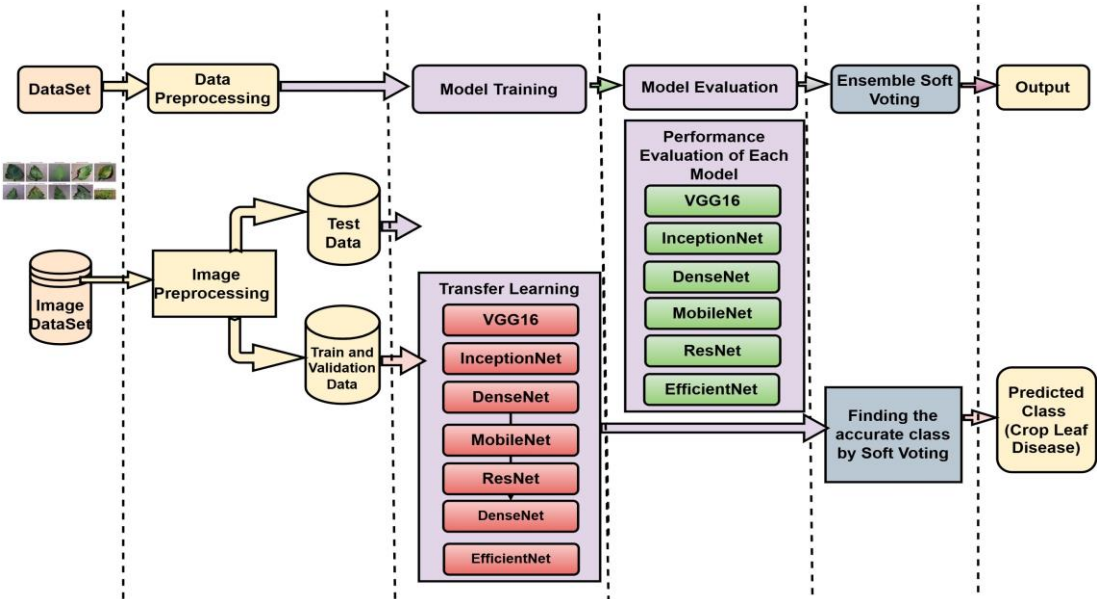 DataSet
Data
Preprocessing
Model Training
Model Evaluation
Ensemble Soft
Voting
Output
Performance
Evaluation of Each
Model
VGG16
InceptionNet
DenseNet
MobileNet
ResNet
EfficientNet
Test
Data
Image
DataSet
Image
Preprocessing
Train and
Validation
Data
Transfer Learning
VGG16
InceptionNet
DenseNet
MobileNet
ResNet
DenseNet
EfficientNet
Finding the
accurate class
by Soft Voting
Predicted
Class
(Crop Leaf
Disease)